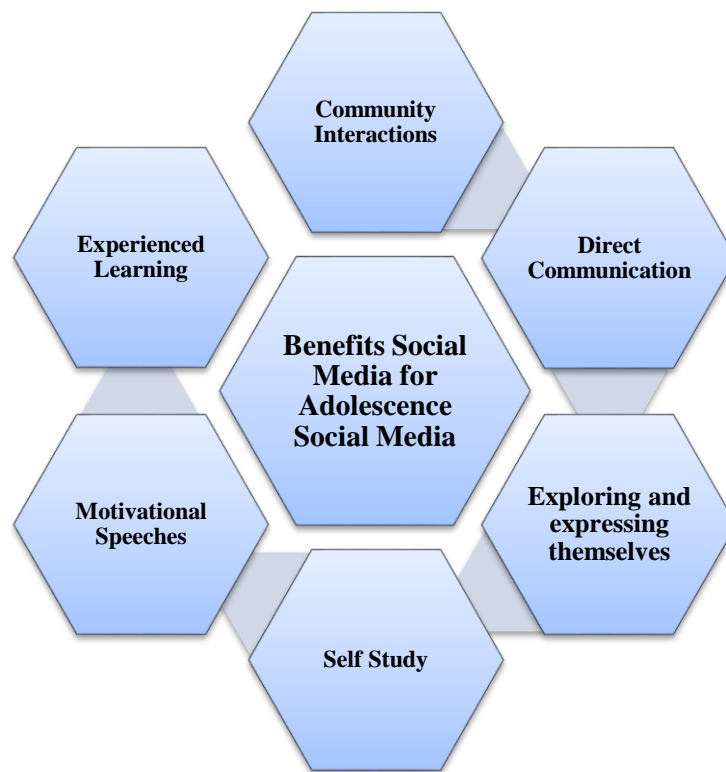 Community
Interactions
Direct
Communication
Exploring and
expressing
themselves
Self Study
Motivational
Speeches
Experienced
Learning
Benefits Social
Media for
Adolescence
Social Media